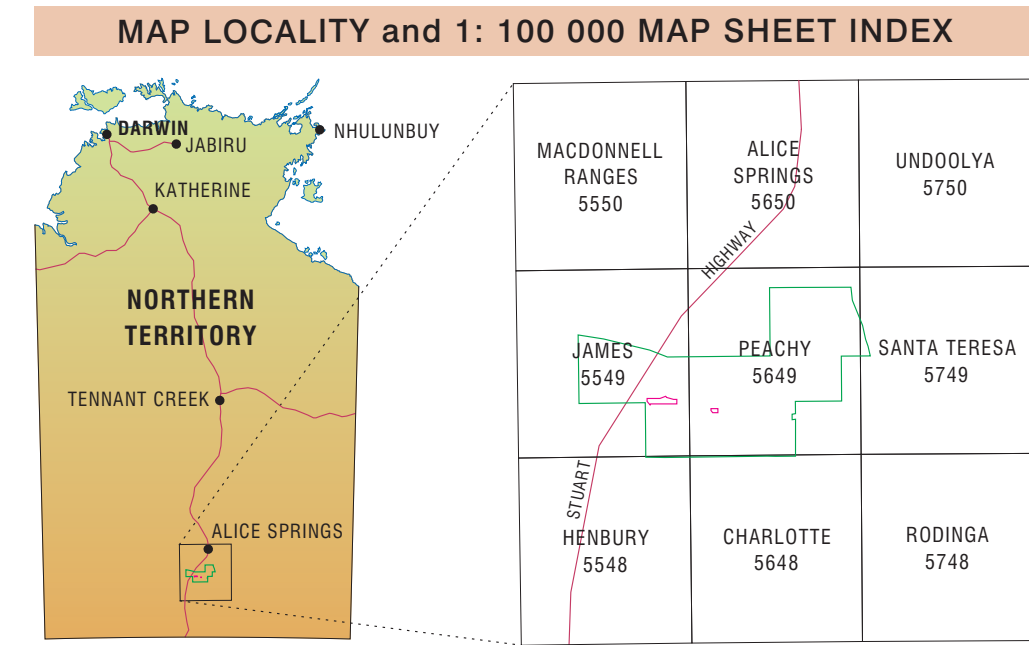 MAP LOCALITY and 1: 100 000 MAP SHEET INDEX
DARWIN
JABIRU
NHULUNBUY
KATHERINE
NORTHERN
TERRITORY
TENNANT CREEK
ALICE SPRINGS
MACDONNELL
RANGES
5550
ALICE
SPRINGS
5650
UNDOOLYA
5750
HIGHWAY
JAMES
5549
PEACHY
5649
SANTA TERESA
5749
STUART
HENBURY
5548
CHARLOTTE
5648
RODINGA
5748